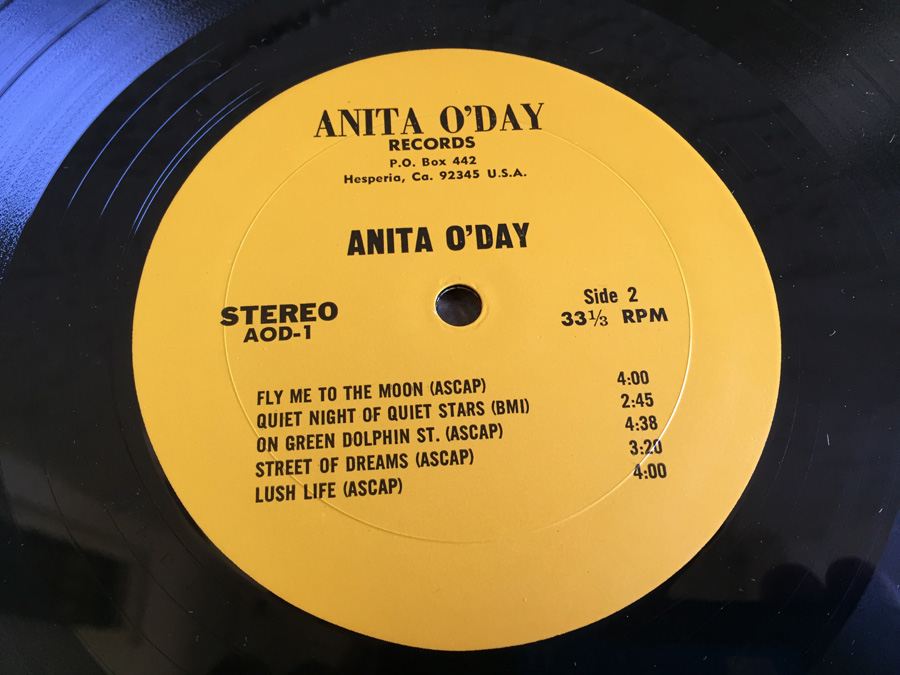 ANITA O'DAY
RECORDS
P.O. Box 442
Hesperia, Ca. 92345 U.S.A.
ANITA O'DAY
STEREO
AOD-1
Side 2
33⅓ RPM
FLY ME TO THE MOON (ASCAP) 4:00
QUIET NIGHT OF QUIET STARS (BMI) 2:45
ON GREEN DOLPHIN ST. (ASCAP) 4:38
STREET OF DREAMS (ASCAP) 3:20
LUSH LIFE (ASCAP) 4:00